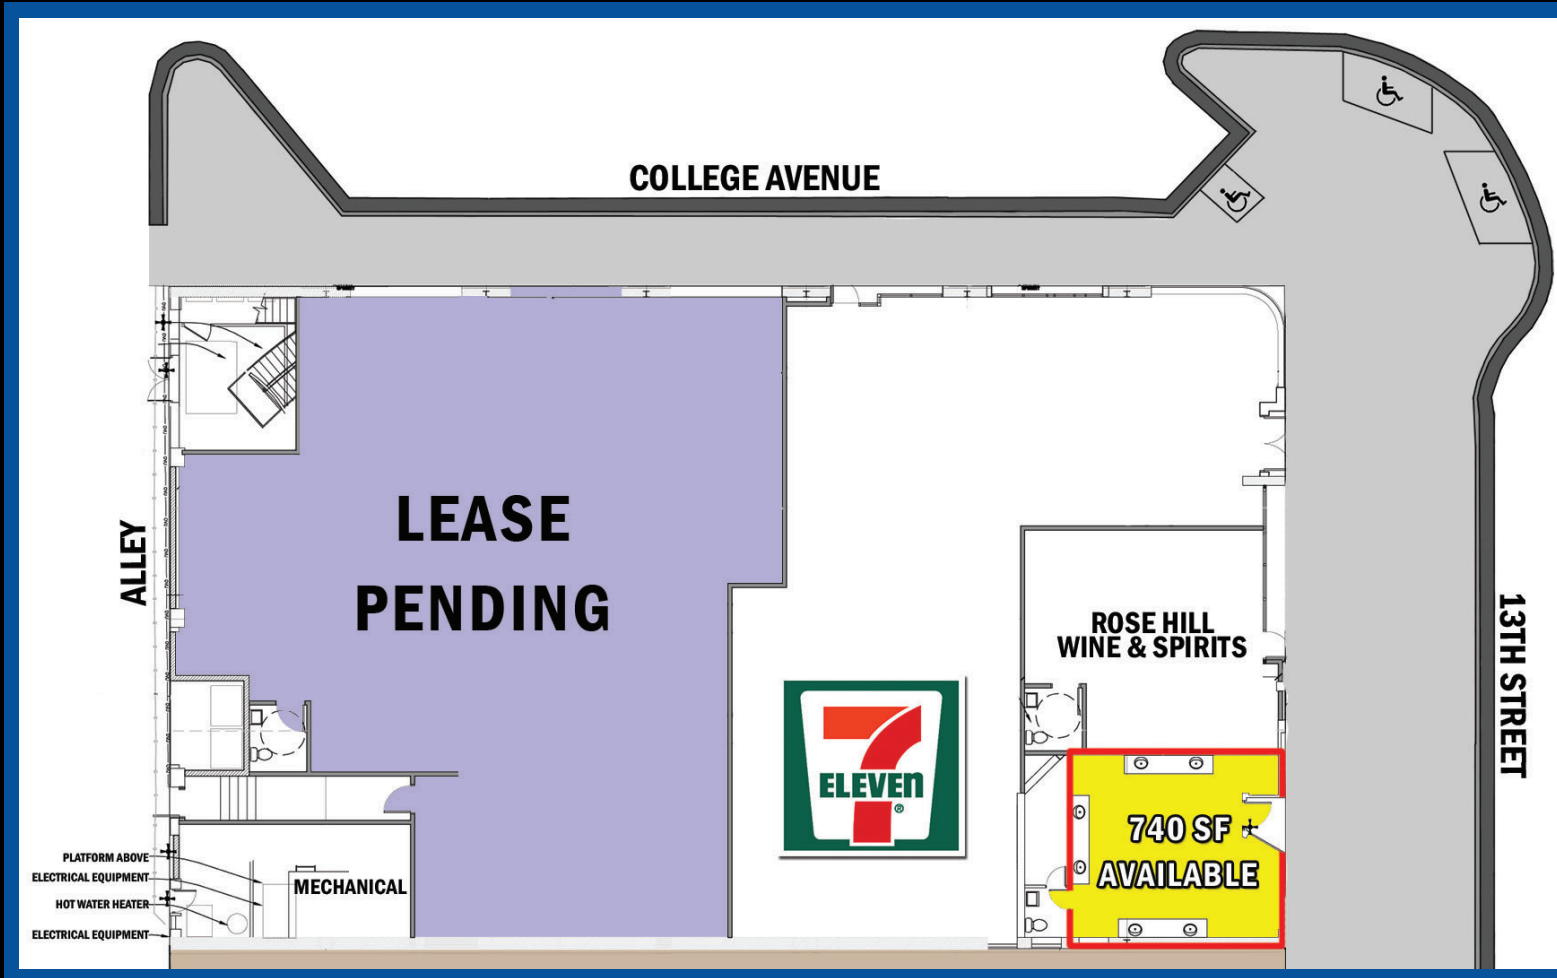 COLLEGE AVENUE
LEASE
PENDING
ALLEY
ROSE HILL
WINE & SPIRITS
13TH STREET
7
ELEVEn
®
740 SF
AVAILABLE
PLATFORM ABOVE
ELECTRICAL EQUIPMENT
MECHANICAL
HOT WATER HEATER
ELECTRICAL EQUIPMENT